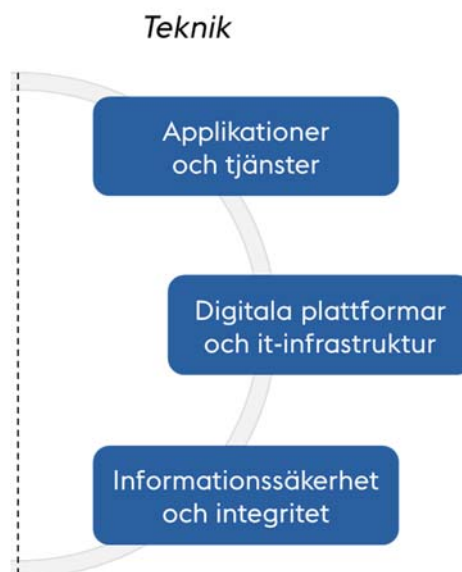 Teknik
Applikationer
och tjänster
Digitala plattformar
och it-infrastruktur
Informationssäkerhet
och integritet